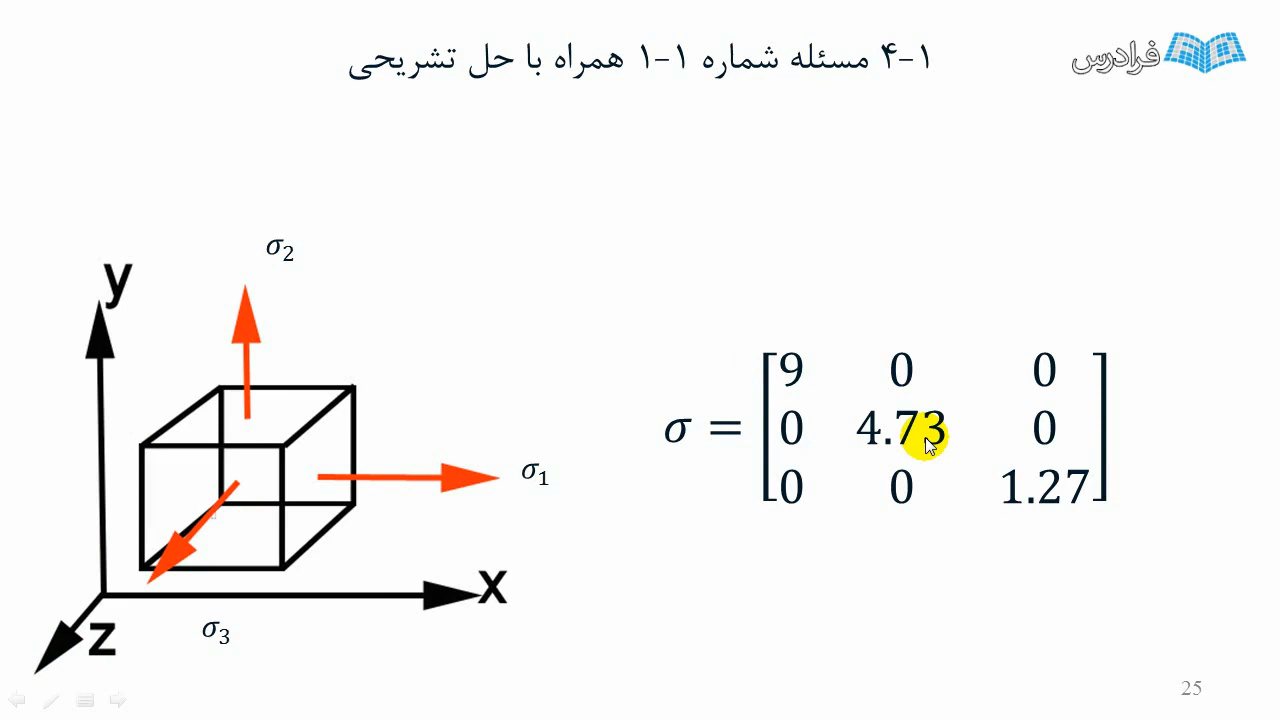 ۴-۱ مسئله شماره ۱-۱ همراه با حل تشریحی
فرادرس
σ₂
y
σ₁
x
z
σ₃
σ =
9 0 0
0 4.73 0
0 0 1.27
25